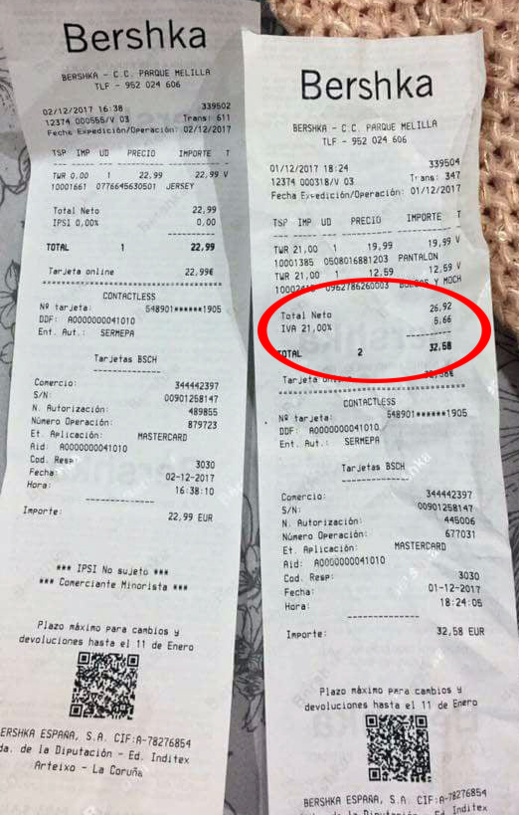 Bershka
BERSHKA - C.C. PARQUE MELILLA
TLF - 952 024 606
02/12/2017 16:38 339502
12374 000555/V 03 Trans: 611
Fecha Expedición/Operación: 02/12/2017
TSP IMP UD PRECIO IMPORTE T
TWR 0,00 1 22,99 22,99 V
10001661 0776645630501 JERSEY
Total Neto 22,99
IPSI 0,00% 0,00
TOTAL 1 22,99
Tarjeta online 22,99€
CONTACTLESS
Nº tarjeta: 548901******1905
DDF: A0000000041010
Ent. Aut.: SERMEPA
Tarjetas BSCH
Comercio: 344442397
S/N: 00901258147
N. Autorización: 489855
Número Operación: 879723
Et. Aplicación: MASTERCARD
Aid: A0000000041010
Cod. Resp: 3030
Fecha: 02-12-2017
Hora: 16:38:10
Importe: 22,99 EUR
*** IPSI No sujeto ***
*** Comerciante Minorista ***
Plazo máximo para cambios y
devoluciones hasta el 11 de Enero
BERSHKA ESPAÑA, S.A. CIF:A-78276854
da. de la Diputación - Ed. Inditex
Arteixo - La Coruña
Bershka
BERSHKA - C.C. PARQUE MELILLA
TLF - 952 024 606
01/12/2017 18:24 339504
12374 000318/V 03 Trans: 347
Fecha Expedición/Operación: 01/12/2017
TSP IMP UD PRECIO IMPORTE T
TWR 21,00 1 19,99 19,99 V
10001385 0508016881203 PANTALON
TWR 21,00 1 12,59 12,59 V
0962786260003 Y MOCH
Total Neto 26,92
IVA 21,00% 5,66
TOTAL 2 32,58
Tarjeta online 32,58€
CONTACTLESS
Nº tarjeta: 548901******1905
DDF: A0000000041010
Ent. Aut.: SERMEPA
Tarjetas BSCH
Comercio: 344442397
S/N: 00901258147
N. Autorización: 445006
Número Operación: 677031
Et. Aplicación: MASTERCARD
Aid: A0000000041010
Cod. Resp: 3030
Fecha: 01-12-2017
Hora: 18:24:05
Importe: 32,58 EUR
Plazo máximo para cambios y
devoluciones hasta el 11 de Enero
BERSHKA ESPAÑA, S.A. CIF:A-78276854
de la Diputación - Ed. Inditex